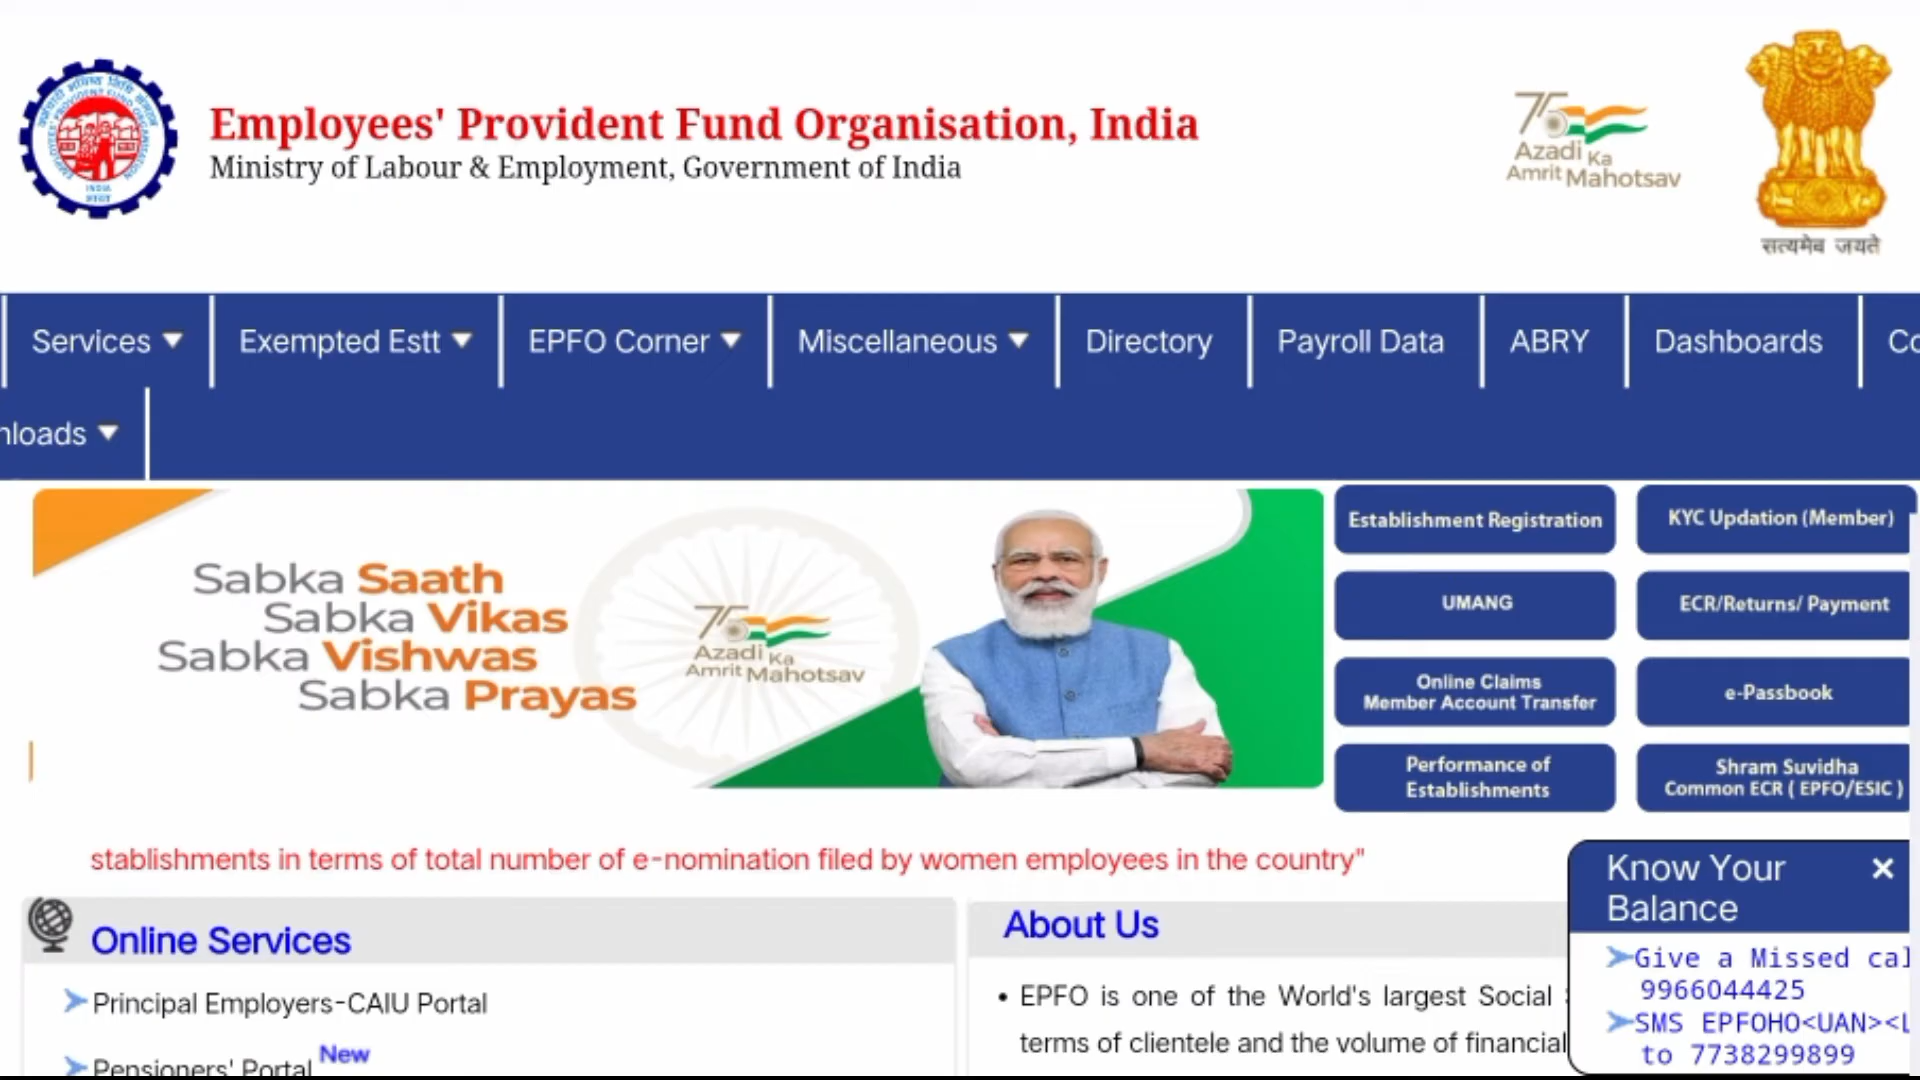 Employees' Provident Fund Organisation, India
Ministry of Labour & Employment, Government of India
Azadi Ka
Amrit Mahotsav
सत्यमेव जयते
Services
Exempted Estt
EPFO Corner
Miscellaneous
Directory
Payroll Data
ABRY
Dashboards
Co
nloads
Sabka Saath
Sabka Vikas
Sabka Vishwas
Sabka Prayas
75
Azadi Ka
Amrit Mahotsav
Establishment Registration
KYC Updation (Member)
UMANG
ECR/Returns/ Payment
Online Claims
Member Account Transfer
e-Passbook
Performance of
Establishments
Shram Suvidha
Common ECR ( EPFO/ESIC )
stablishments in terms of total number of e-nomination filed by women employees in the country"
Online Services
Principal Employers-CAIU Portal
Pensioners' Portal New
About Us
• EPFO is one of the World's largest Social
terms of clientele and the volume of financial
Know Your
Balance
Give a Missed cal
9966044425
SMS EPFOHO<UAN><L
to 7738299899